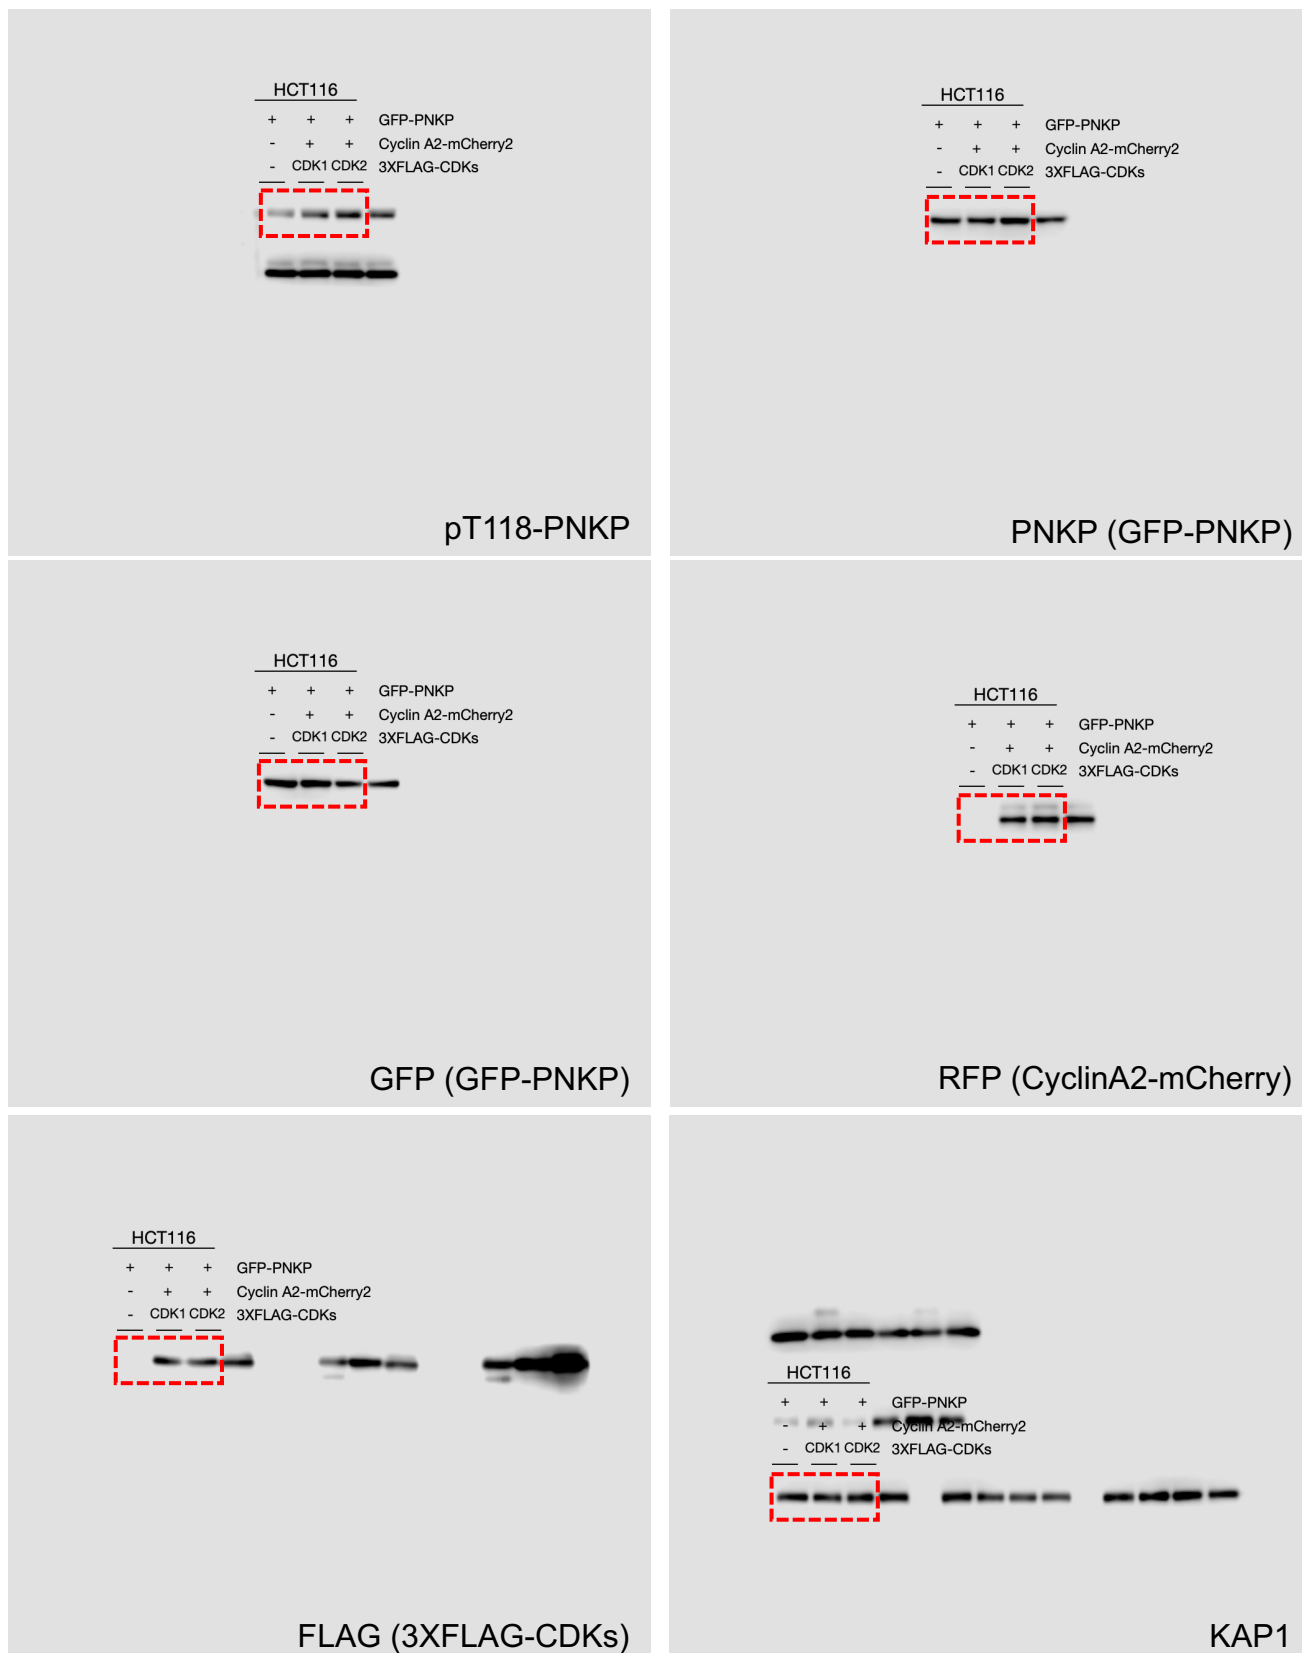 HCT116
+ + + GFP-PNKP
- + + Cyclin A2-mCherry2
- CDK1 CDK2 3XFLAG-CDKs
pT118-PNKP
HCT116
+ + + GFP-PNKP
- + + Cyclin A2-mCherry2
- CDK1 CDK2 3XFLAG-CDKs
PNKP (GFP-PNKP)
HCT116
+ + + GFP-PNKP
- + + Cyclin A2-mCherry2
- CDK1 CDK2 3XFLAG-CDKs
GFP (GFP-PNKP)
HCT116
+ + + GFP-PNKP
- + + Cyclin A2-mCherry2
- CDK1 CDK2 3XFLAG-CDKs
RFP (CyclinA2-mCherry)
HCT116
+ + + GFP-PNKP
- + + Cyclin A2-mCherry2
- CDK1 CDK2 3XFLAG-CDKs
FLAG (3XFLAG-CDKs)
HCT116
+ + + GFP-PNKP
- + + Cyclin A2-mCherry2
- CDK1 CDK2 3XFLAG-CDKs
KAP1